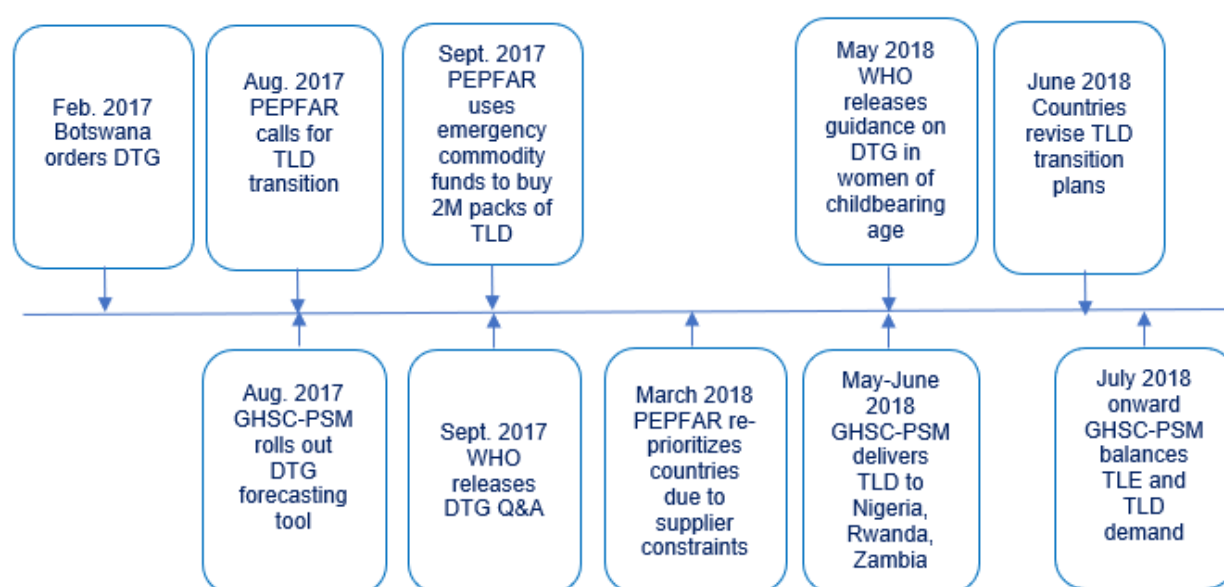 Feb. 2017
Botswana
orders DTG
Aug. 2017
PEPFAR
calls for
TLD
transition
Sept. 2017
PEPFAR
uses
emergency
commodity
funds to buy
2M packs of
TLD
May 2018
WHO
releases
guidance on
DTG in
women of
childbearing
age
June 2018
Countries
revise TLD
transition
plans
Aug. 2017
GHSC-PSM
rolls out
DTG
forecasting
tool
Sept. 2017
WHO
releases
DTG Q&A
March 2018
PEPFAR re-
prioritizes
countries
due to
supplier
constraints
May-June
2018
GHSC-PSM
delivers
TLD to
Nigeria,
Rwanda,
Zambia
July 2018
onward
GHSC-PSM
balances
TLE and
TLD
demand